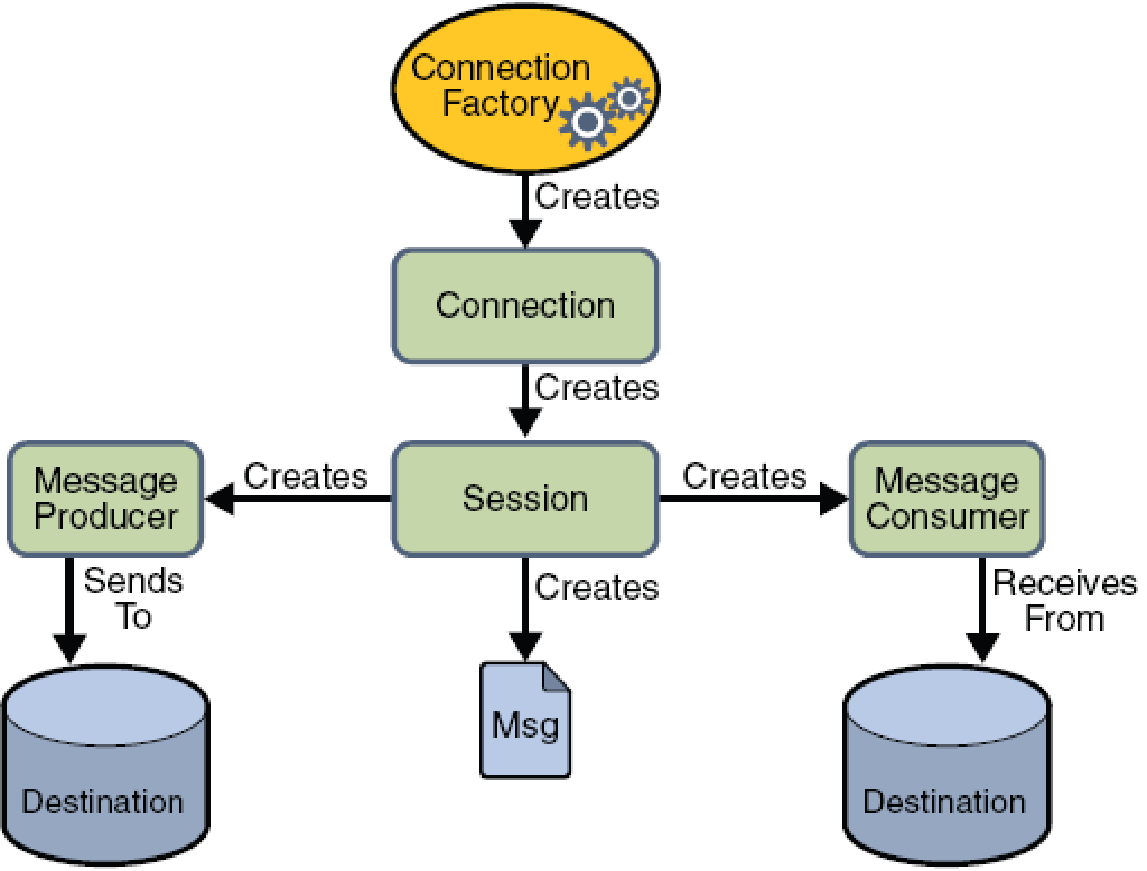 Connection
Factory
Creates
Connection
Creates
Message
Producer
Creates
Session
Creates
Message
Consumer
Sends
To
Creates
Receives
From
Destination
Msg
Destination